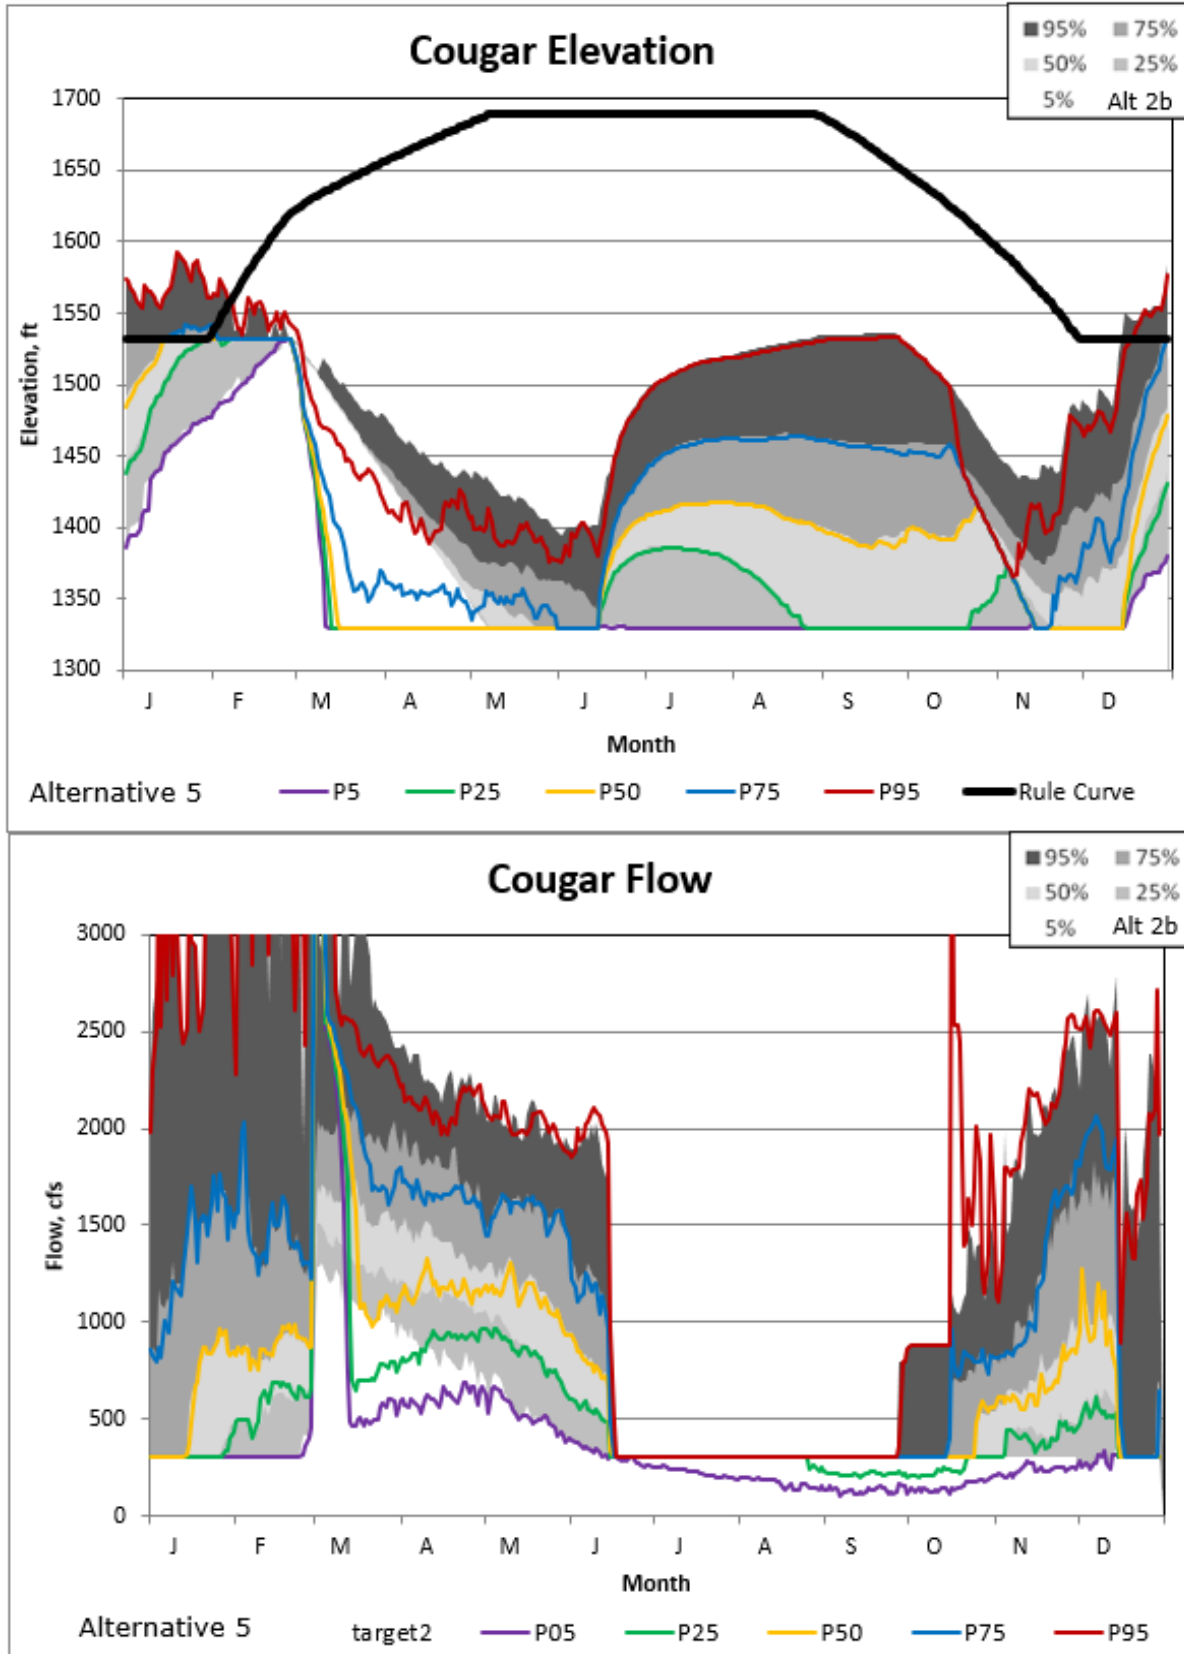 Cougar Elevation
95% 75%
50% 25%
5% Alt 2b
1700
1650
1600
1550
1500
1450
1400
1350
1300
Elevation, ft
J F M A M J J A S O N D
Month
Alternative 5 P5 P25 P50 P75 P95 Rule Curve
Cougar Flow
95% 75%
50% 25%
5% Alt 2b
3000
2500
2000
1500
1000
500
0
Flow, cfs
J F M A M J J A S O N D
Month
Alternative 5 target2 P05 P25 P50 P75 P95